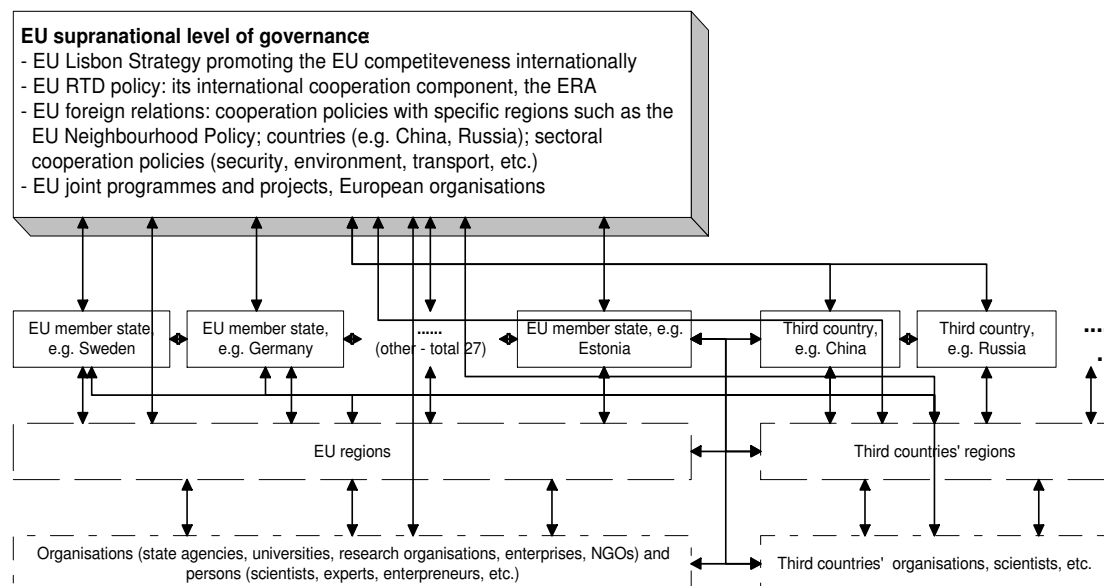 EU supranational level of governance:
- EU Lisbon Strategy promoting the EU competiteveness internationally
- EU RTD policy: its international cooperation component, the ERA
- EU foreign relations: cooperation policies with specific regions such as the
EU Neighbourhood Policy; countries (e.g. China, Russia); sectoral
cooperation policies (security, environment, transport, etc.)
- EU joint programmes and projects, European organisations
EU member state,
e.g. Sweden
EU member state,
e.g. Germany
......
(other - total 27)
EU member state, e.g.
Estonia
Third country,
e.g. China
Third country,
e.g. Russia
....
.
EU regions
Third countries' regions
Organisations (state agencies, universities, research organisations, enterprises, NGOs) and
persons (scientists, experts, enterpreneurs, etc.)
Third countries' organisations, scientists, etc.